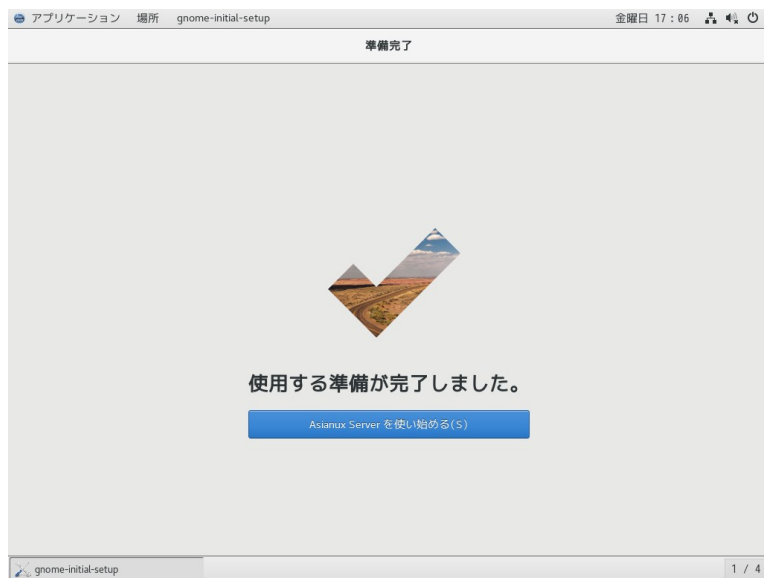 アプリケーション 場所 gnome-initial-setup 金曜日 17:06
準備完了
使用する準備が完了しました。
Asianux Server を使い始める(S)
gnome-initial-setup 1 / 4